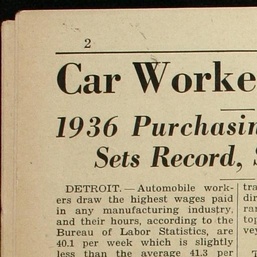 2
Car Worke
1936 Purchasin
Sets Record,
DETROIT. — Automobile work-
ers draw the highest wages paid
in any manufacturing industry,
and their hours, according to the
Bureau of Labor Statistics, are
40.1 per week which is slightly
less than the average 41.3 per
tra
dir
ran
top
vey